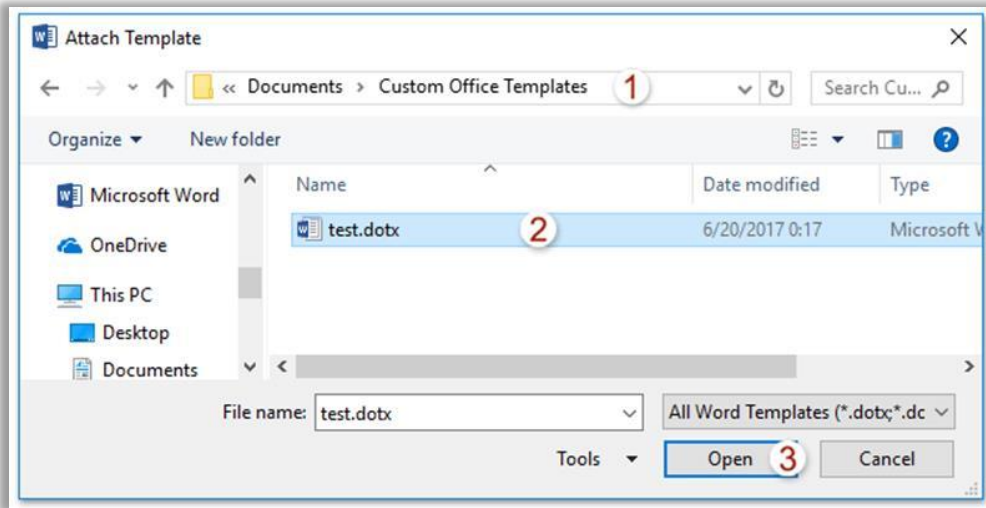 Attach Template
« Documents > Custom Office Templates 1 Search Cu...
Organize New folder
Name Date modified Type
Microsoft Word
test.dotx 2 6/20/2017 0:17 Microsoft
OneDrive
This PC
Desktop
Documents
File name: test.dotx All Word Templates (*.dotx;*.dc
Tools Open 3 Cancel